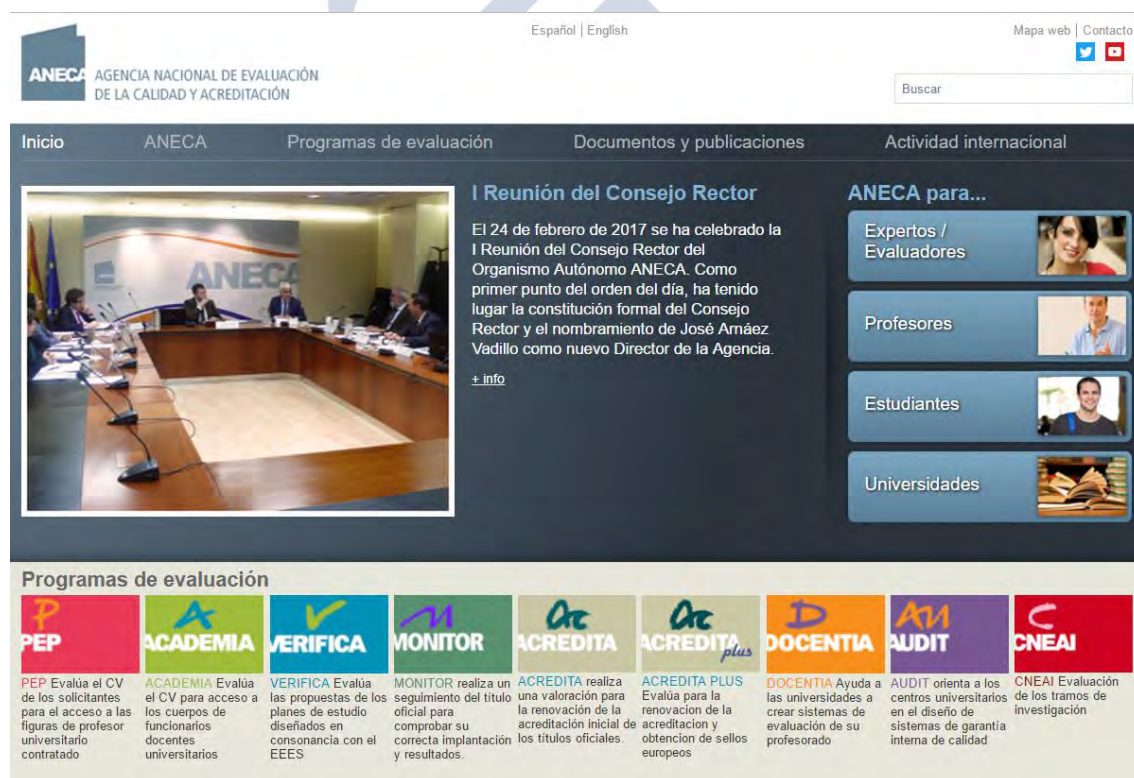 Español | English
Mapa web | Contacto
ANECA
AGENCIA NACIONAL DE EVALUACIÓN
DE LA CALIDAD Y ACREDITACIÓN
Buscar
Inicio
ANECA
Programas de evaluación
Documentos y publicaciones
Actividad internacional
ANECA
I Reunión del Consejo Rector
El 24 de febrero de 2017 se ha celebrado la
I Reunión del Consejo Rector del
Organismo Autónomo ANECA. Como
primer punto del orden del día, ha tenido
lugar la constitución formal del Consejo
Rector y el nombramiento de José Arnáez
Vadillo como nuevo Director de la Agencia.
+ info
ANECA para...
Expertos /
Evaluadores
Profesores
Estudiantes
Universidades
Programas de evaluación
PEP
PEP Evalúa el CV
de los solicitantes
para el acceso a las
figuras de profesor
universitario
contratado
ACADEMIA
ACADEMIA Evalúa
el CV para acceso a
los cuerpos de
funcionarios
docentes
universitarios
VERIFICA
VERIFICA Evalúa
las propuestas de los
planes de estudio
diseñados en
consonancia con el
EEES
MONITOR
MONITOR realiza un
seguimiento del título
oficial para
comprobar su
correcta implantación
y resultados.
ACREDITA
ACREDITA realiza
una valoración para
la renovación de la
acreditación inicial de
los títulos oficiales.
ACREDITA plus
ACREDITA PLUS
Evalúa para la
renovacion de la
acreditacion y
obtencion de sellos
europeos
DOCENTIA
DOCENTIA Ayuda a
las universidades a
crear sistemas de
evaluación de su
profesorado
AUDIT
AUDIT orienta a los
centros universitarios
en el diseño de
sistemas de garantía
interna de calidad
CNEAI
CNEAI Evaluación
de los tramos de
investigación